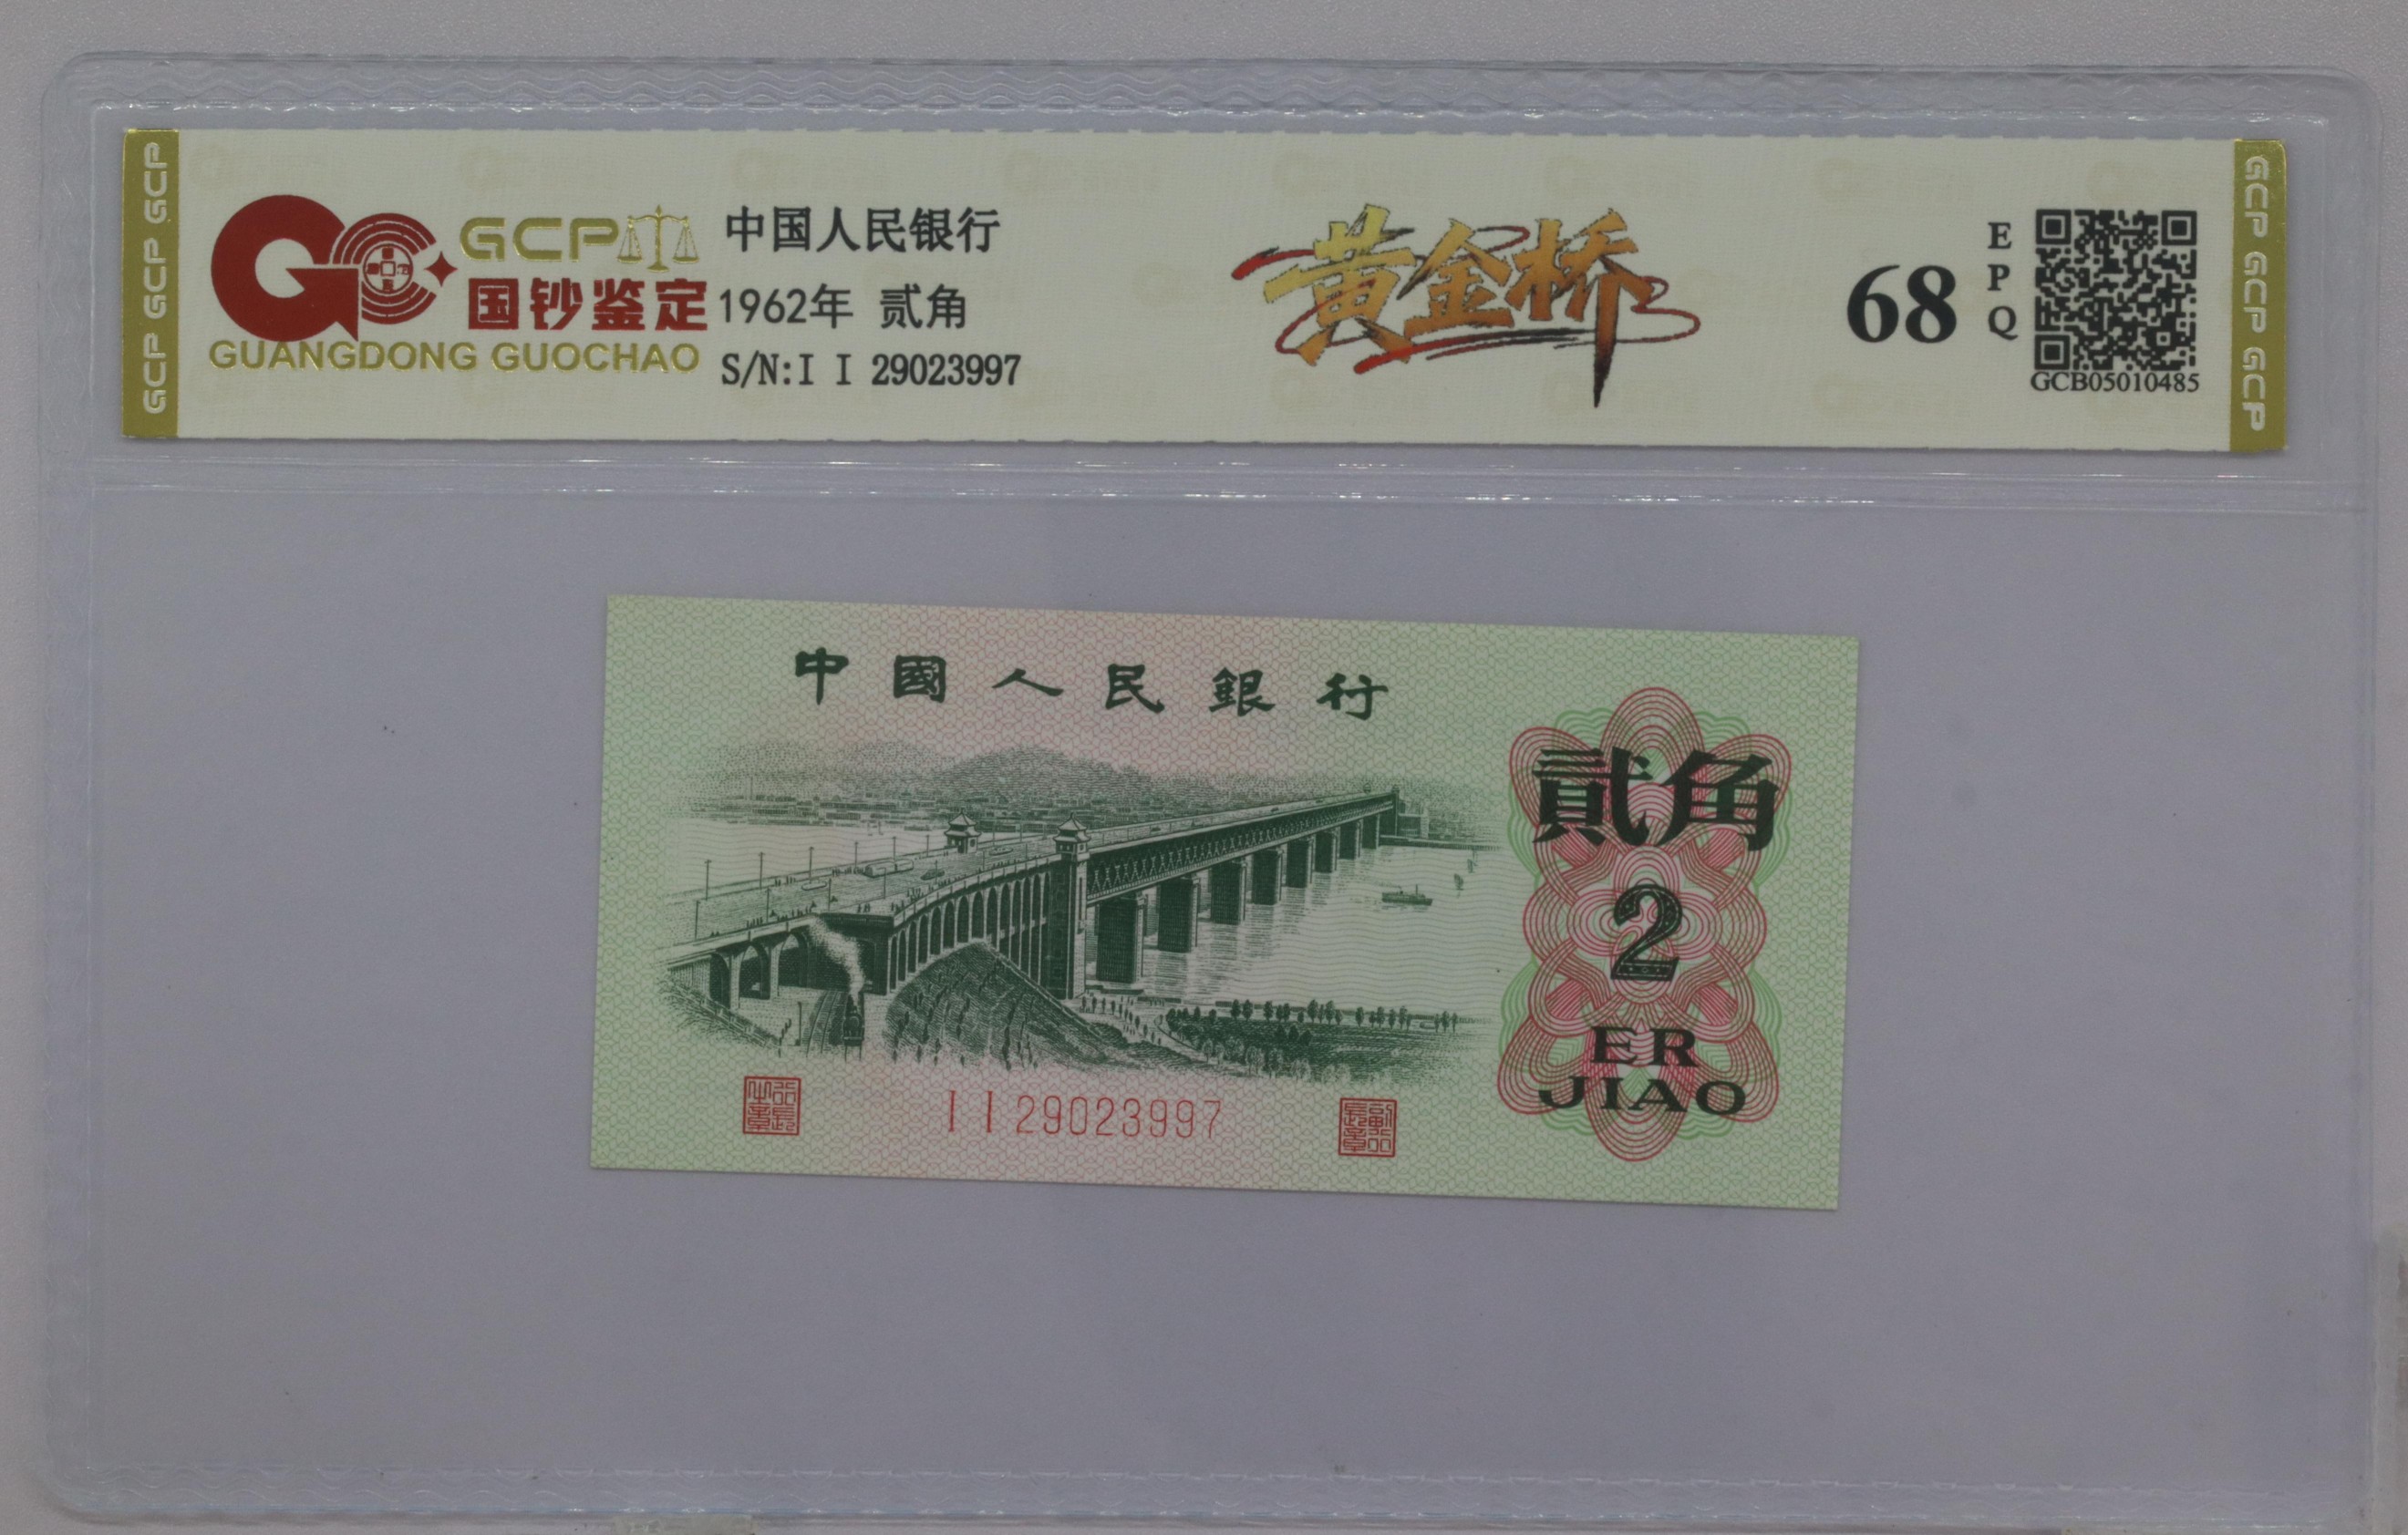 GCP GCP GCP
GCP
国钞鉴定
GUANGDONG GUOCHAO
中国人民银行
1962年 贰角
S/N:I I 29023997
黄金桥
68
EPQ
GCB05010485
GCP GCP GCP
中國人民銀行
貳角
2
ER
JIAO
I I 29023997